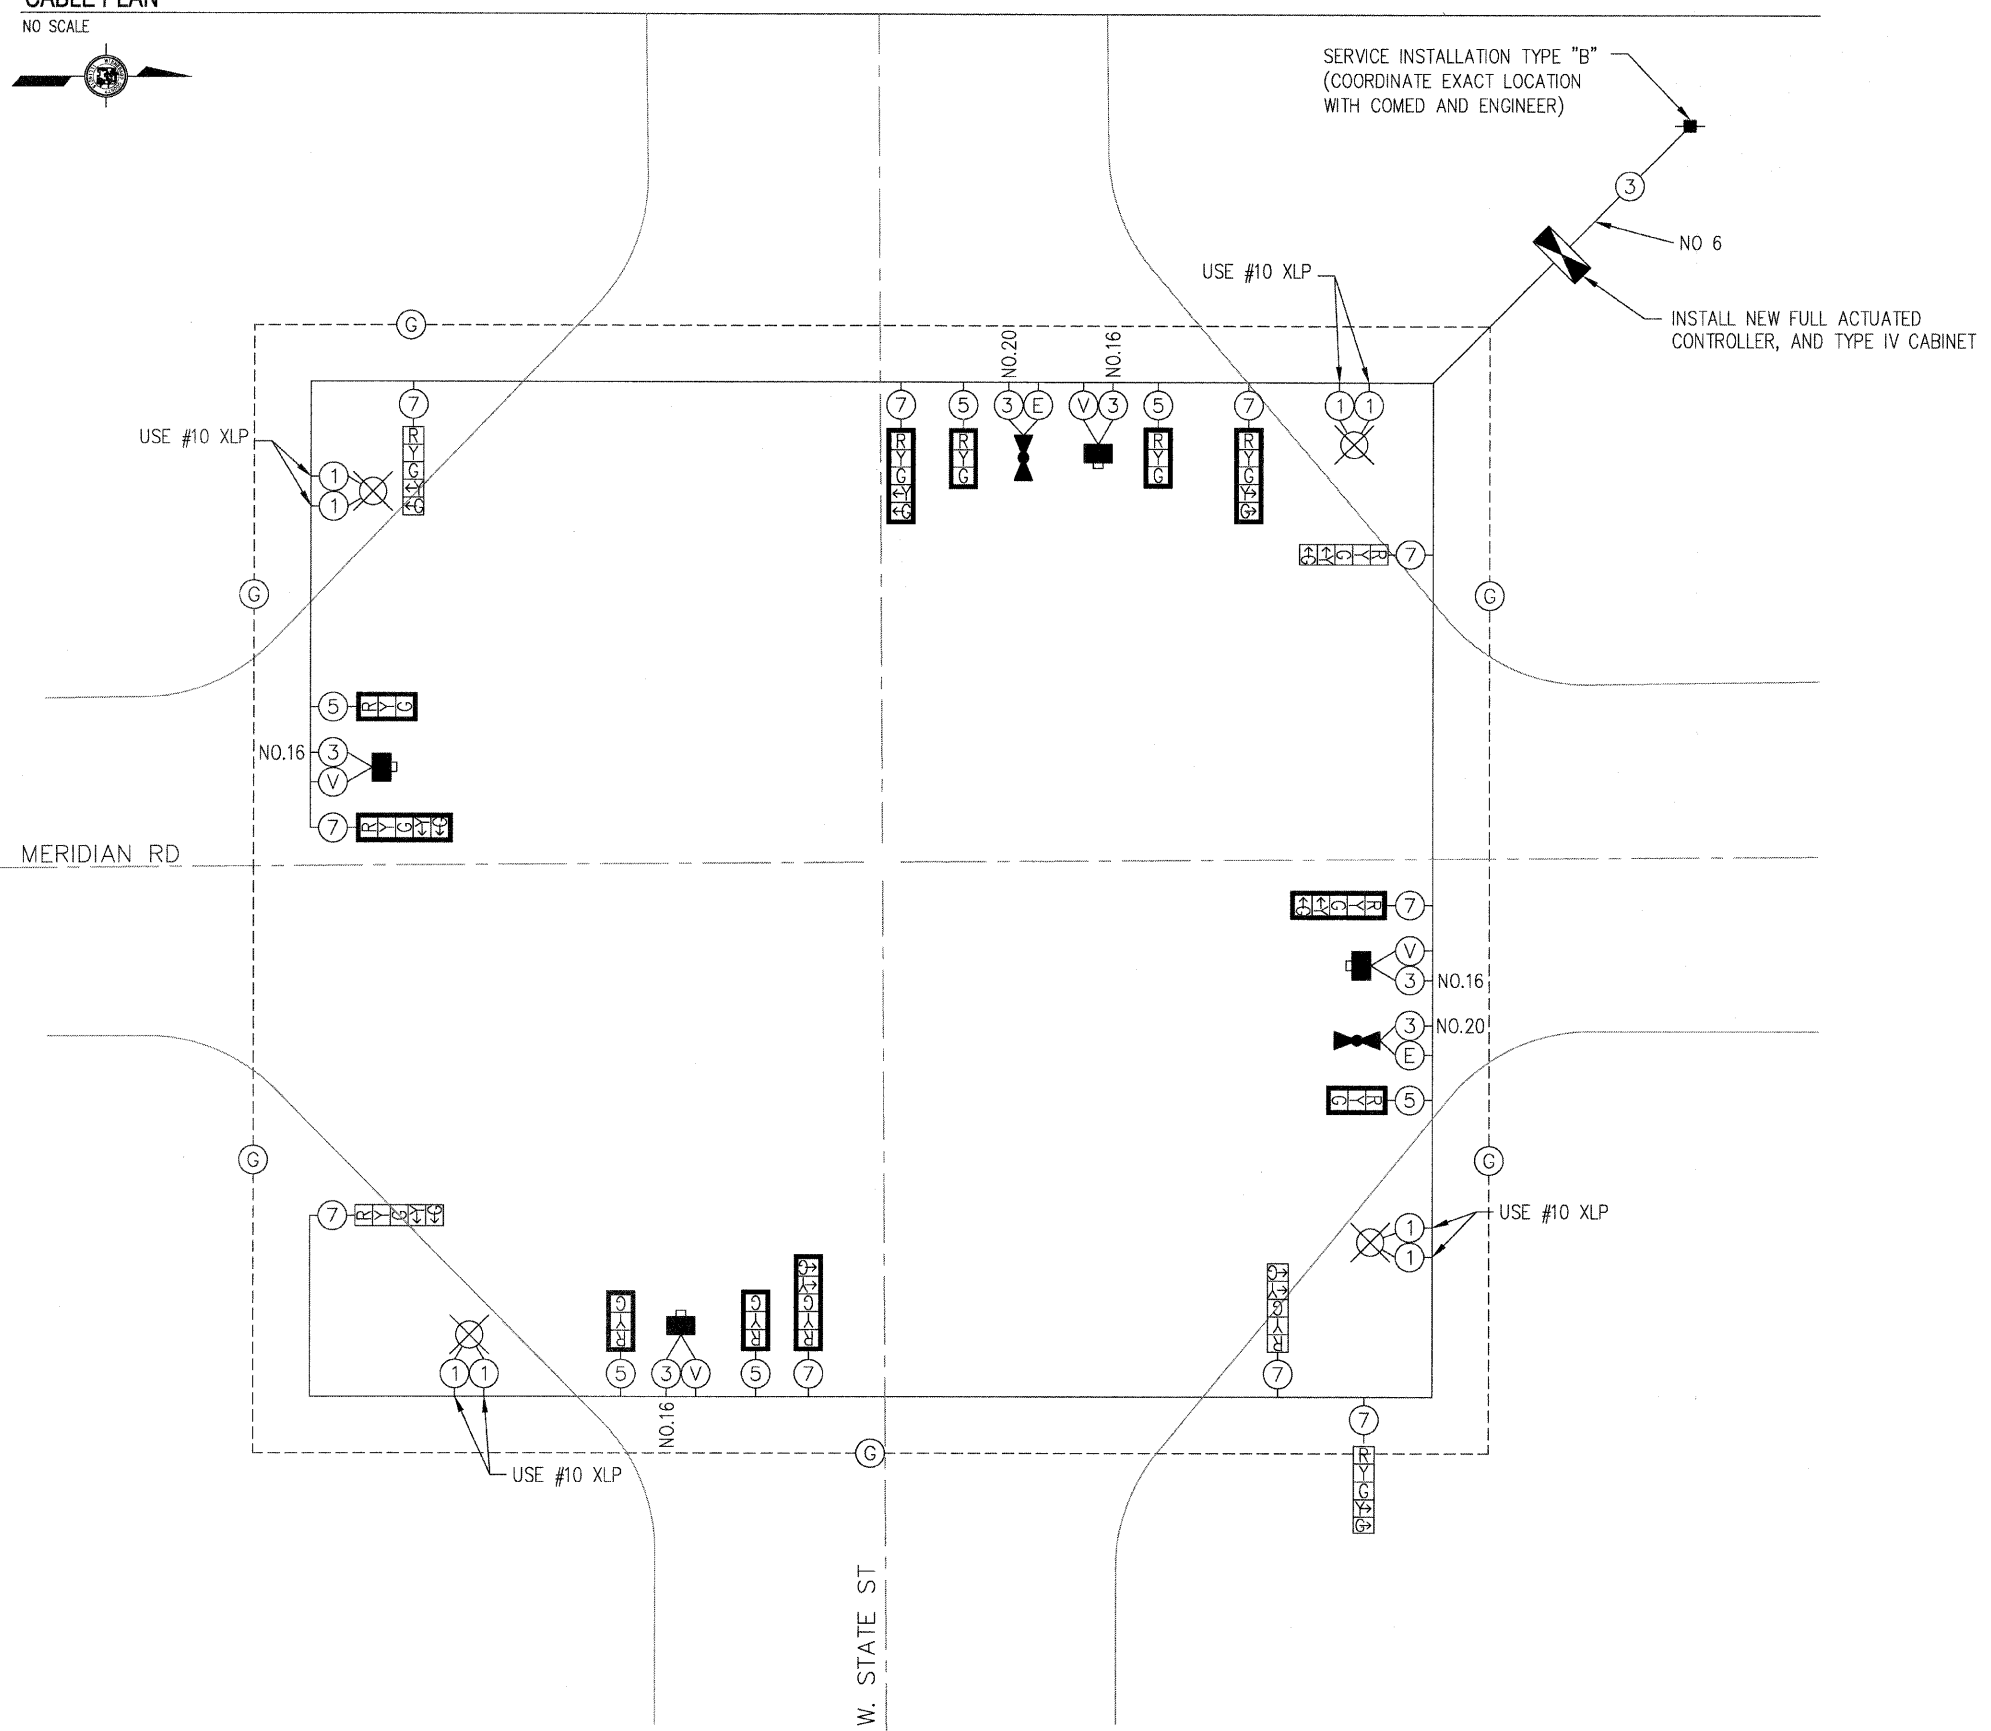 CABLE PLAN
NO SCALE
SERVICE INSTALLATION TYPE "B"
(COORDINATE EXACT LOCATION
WITH COMED AND ENGINEER)
3
NO 6
USE #10 XLP
INSTALL NEW FULL ACTUATED
CONTROLLER, AND TYPE IV CABINET
G
NO.20
NO.16
7
7
5
3
E
V
3
5
7
1
1
USE #10 XLP
1
1
R
Y
G
←Y
←G
R
Y
G
←Y
←G
R
Y
G
R
Y
G
R
Y
G
Y→
G→
R Y G ←Y ←G
7
G
G
5
R Y G
NO.16
3
V
7
R Y G ←Y ←G
MERIDIAN RD
R Y G ←Y ←G
7
V
3
NO.16
3
NO.20
E
R Y G
5
G
G
7
R Y G ←Y ←G
1
1
USE #10 XLP
R Y G
R Y G
R Y G ←Y ←G
R Y G ←Y ←G
1
1
5
3
V
5
7
7
NO.16
7
G
USE #10 XLP
R
Y
G
Y→
G→
W. STATE ST